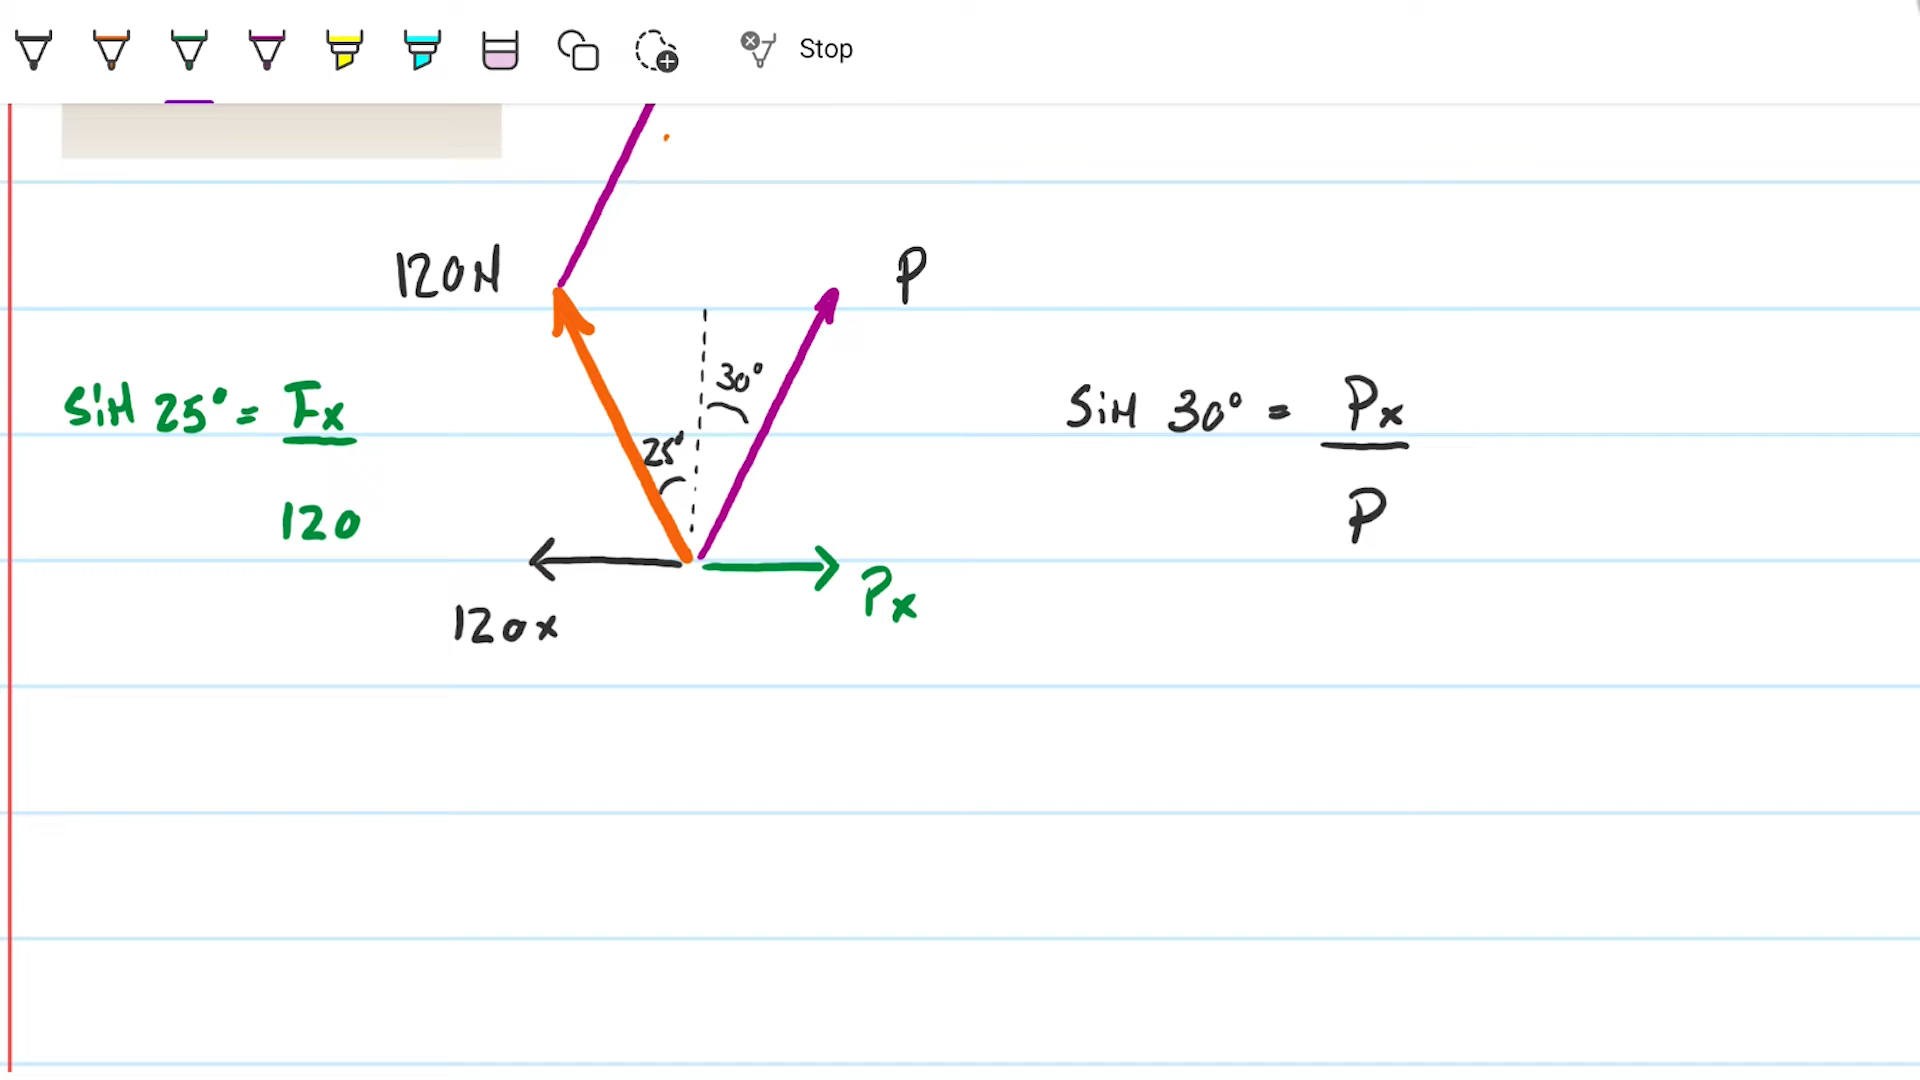 Stop
120N
P
30°
sin 25° = Fx
25°
sin 30° = Px
120
P
Px
120x